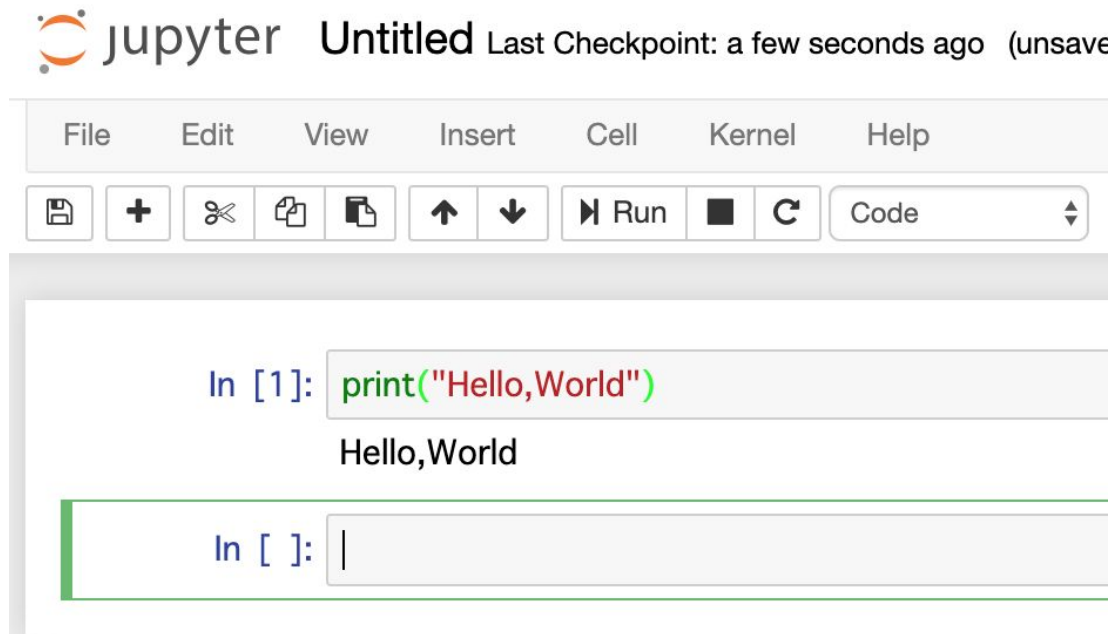 jupyter Untitled Last Checkpoint: a few seconds ago (unsave
File Edit View Insert Cell Kernel Help
Run Code
In [1]: print("Hello,World")
Hello,World
In [ ]: